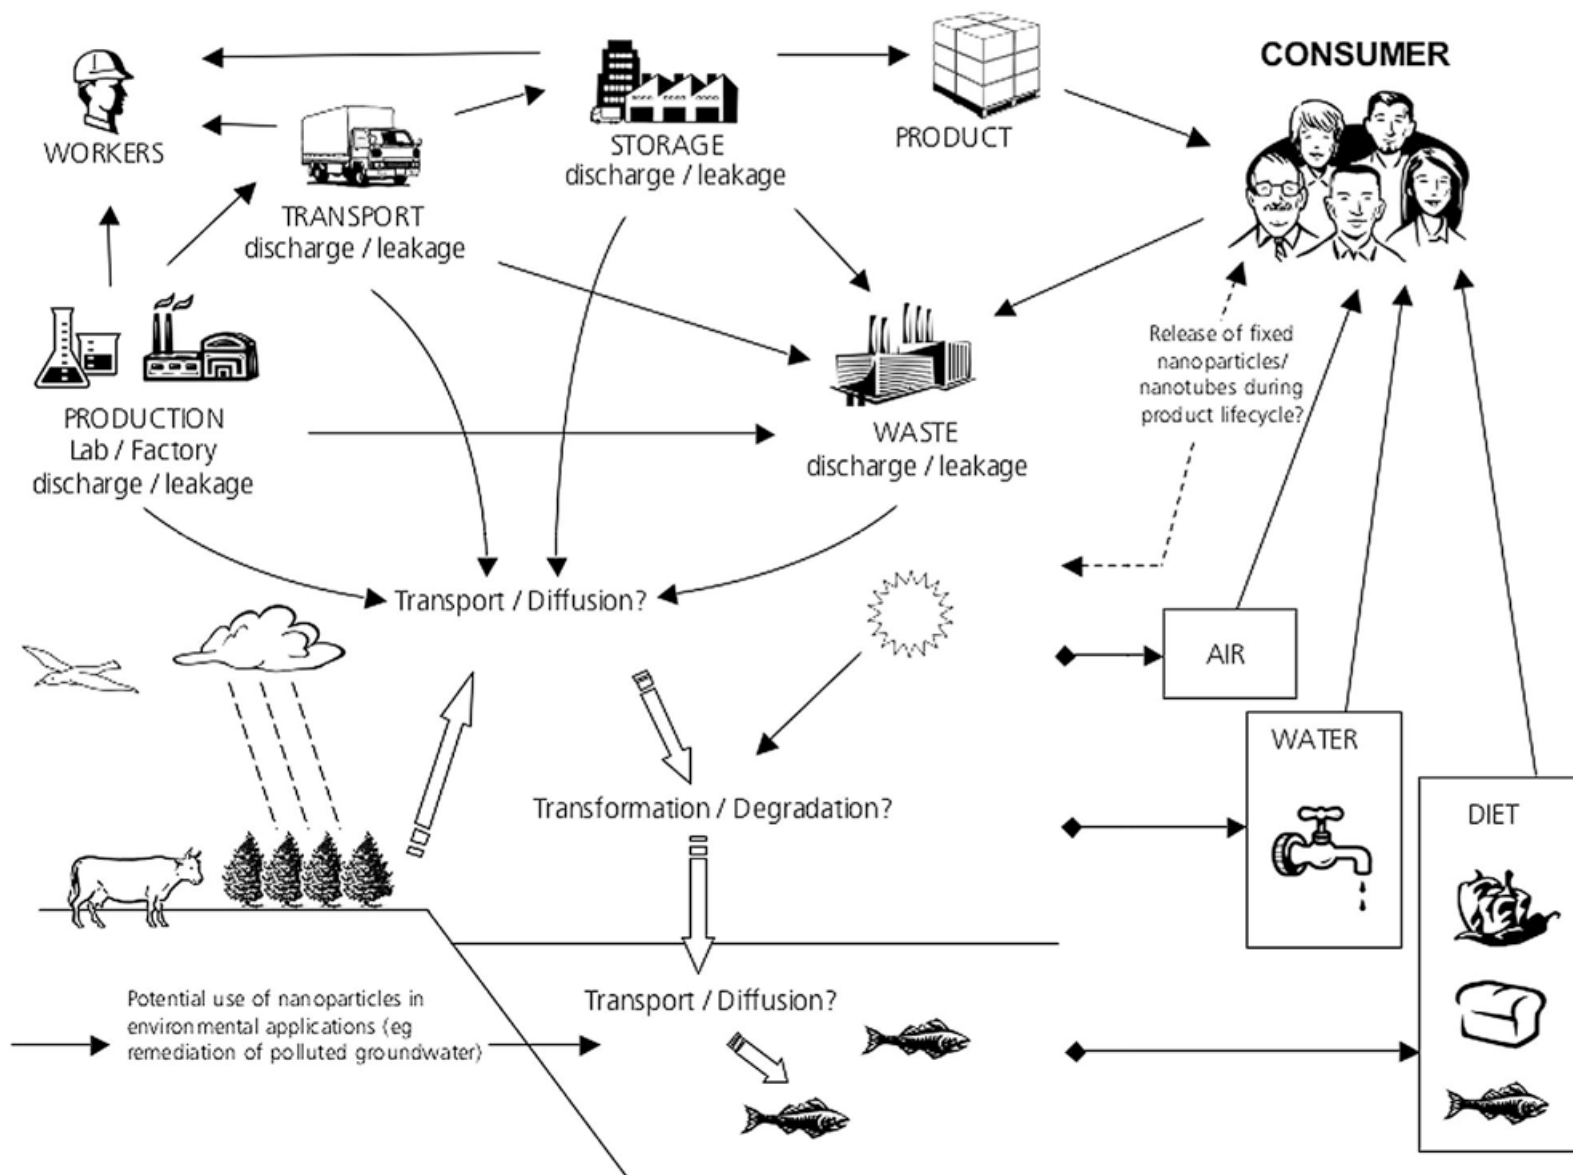 CONSUMER
WORKERS
STORAGE
discharge / leakage
PRODUCT
TRANSPORT
discharge / leakage
PRODUCTION
Lab / Factory
discharge / leakage
WASTE
discharge / leakage
Release of fixed
nanoparticles/
nanotubes during
product lifecycle?
Transport / Diffusion?
AIR
WATER
Transformation / Degradation?
DIET
Potential use of nanoparticles in
environmental applications (eg
remediation of polluted groundwater)
Transport / Diffusion?